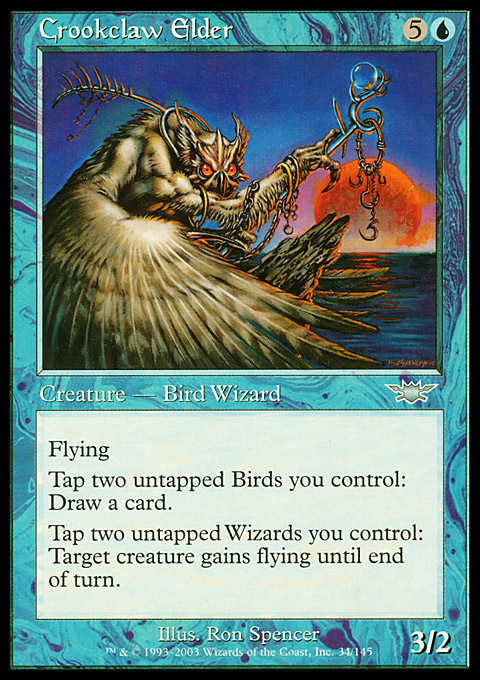 Crookclaw Elder 5
Creature — Bird Wizard
Flying
Tap two untapped Birds you control:
Draw a card.
Tap two untapped Wizards you control:
Target creature gains flying until end
of turn.
Illus. Ron Spencer
™ & © 1993–2003 Wizards of the Coast, Inc. 34/145
3/2